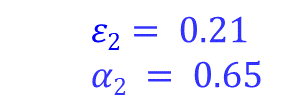 ε₂ = 0.21
α₂ = 0.65